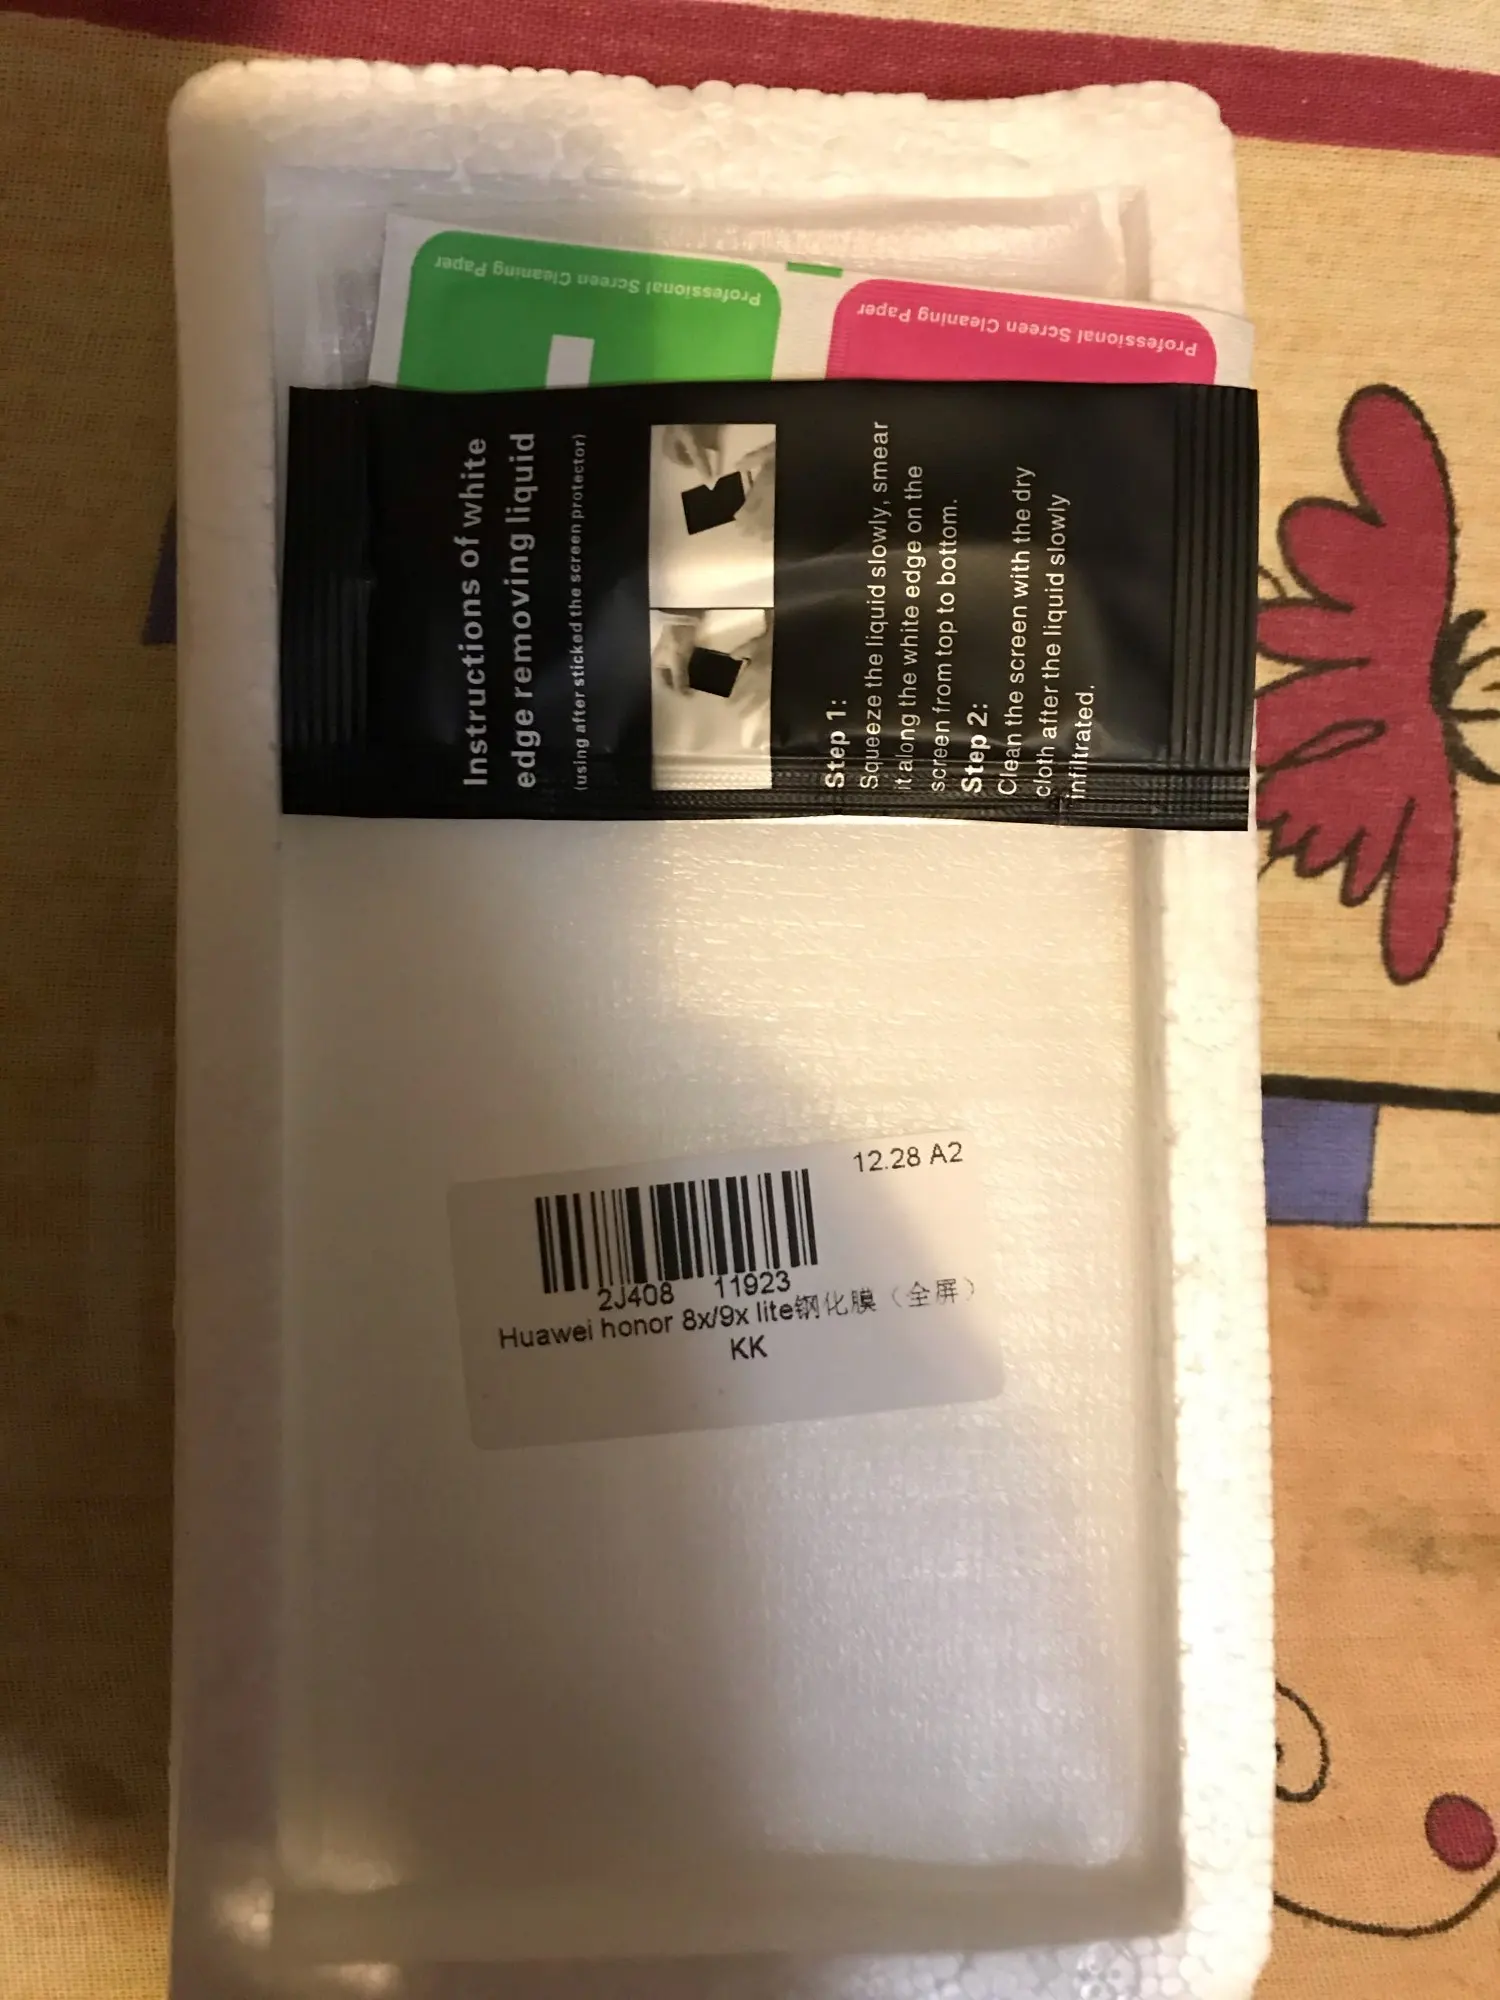 Professional Screen Cleaning Paper
Professional Screen Cleaning Paper
Instructions of white
edge removing liquid
(using after sticked the screen protector)
Step 1:
Squeeze the liquid slowly, smear
it along the white edge on the
screen from top to bottom.
Step 2:
Clean the screen with the dry
cloth after the liquid slowly
infiltrated.
12.28 A2
2J408 11923
Huawei honor 8x/9x lite钢化膜（全屏）
KK